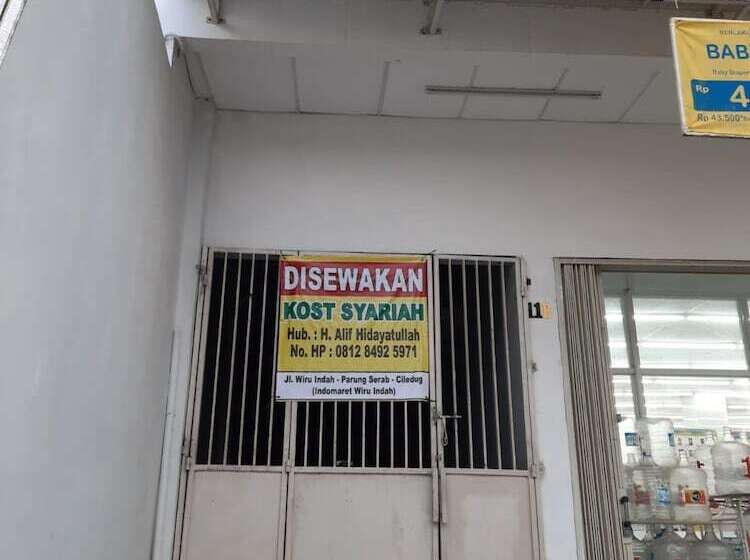 DISEWAKAN
KOST SYARIAH
Hub. : H. Alif Hidayatullah
No. HP : 0812 8492 5971
Jl. Wiru Indah - Parung Serab - Ciledug
(Indomaret Wiru Indah)
BAB
Rp 4
Rp 43.500